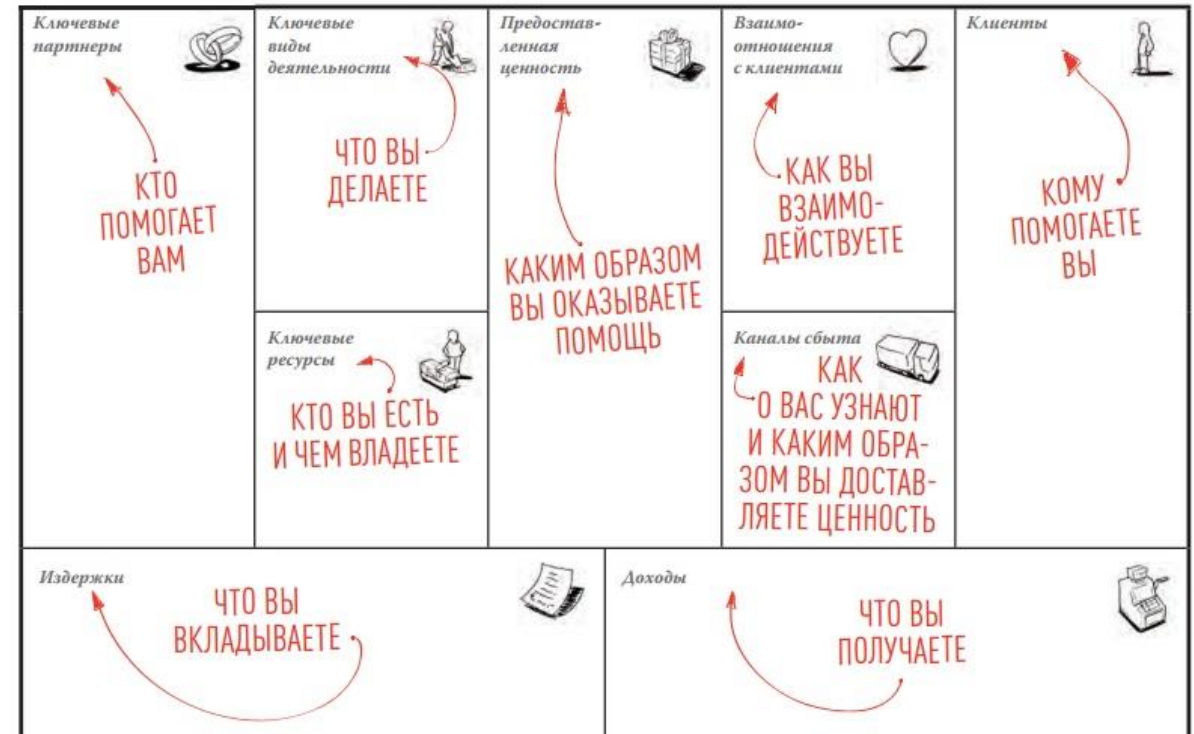 Ключевые
партнеры
КТО
ПОМОГАЕТ
ВАМ
Ключевые
виды
деятельности
ЧТО ВЫ
ДЕЛАЕТЕ
Ключевые
ресурсы
КТО ВЫ ЕСТЬ
И ЧЕМ ВЛАДЕЕТЕ
Предостав-
ленная
ценность
КАКИМ ОБРАЗОМ
ВЫ ОКАЗЫВАЕТЕ
ПОМОЩЬ
Взаимо-
отношения
с клиентами
КАК ВЫ
ВЗАИМО-
ДЕЙСТВУЕТЕ
Каналы сбыта
КАК
О ВАС УЗНАЮТ
И КАКИМ ОБРА-
ЗОМ ВЫ ДОСТАВ-
ЛЯЕТЕ ЦЕННОСТЬ
Клиенты
КОМУ
ПОМОГАЕТЕ
ВЫ
Издержки
ЧТО ВЫ
ВКЛАДЫВАЕТЕ
Доходы
ЧТО ВЫ
ПОЛУЧАЕТЕ